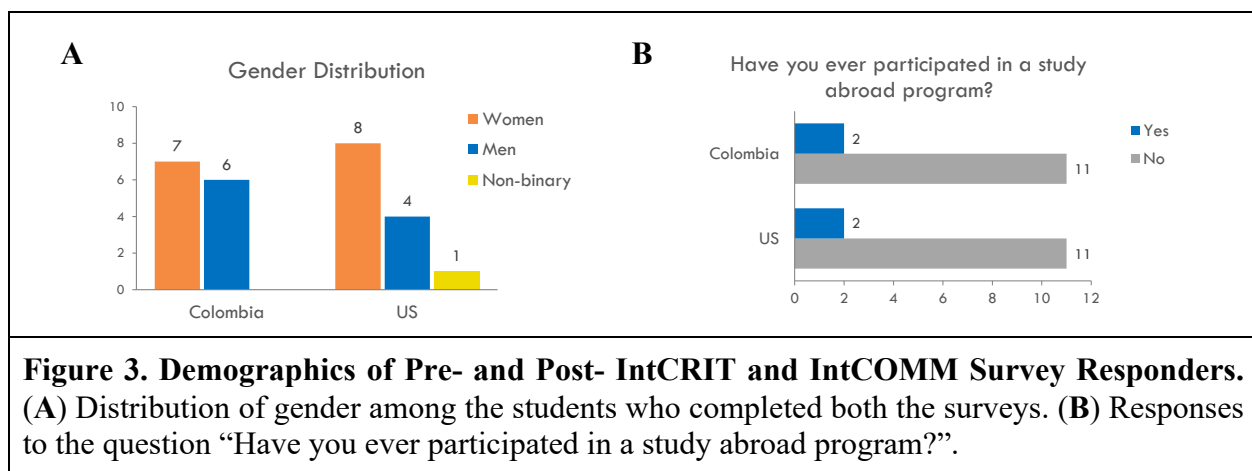 A
Gender Distribution
10
8
6
4
2
0
7
6
8
4
1
Colombia
US
Women
Men
Non-binary
B
Have you ever participated in a study
abroad program?
Colombia
US
2
11
2
11
0 2 4 6 8 10 12
Yes
No
Figure 3. Demographics of Pre- and Post- IntCRIT and IntCOMM Survey Responders.
(A) Distribution of gender among the students who completed both the surveys. (B) Responses
to the question “Have you ever participated in a study abroad program?”.